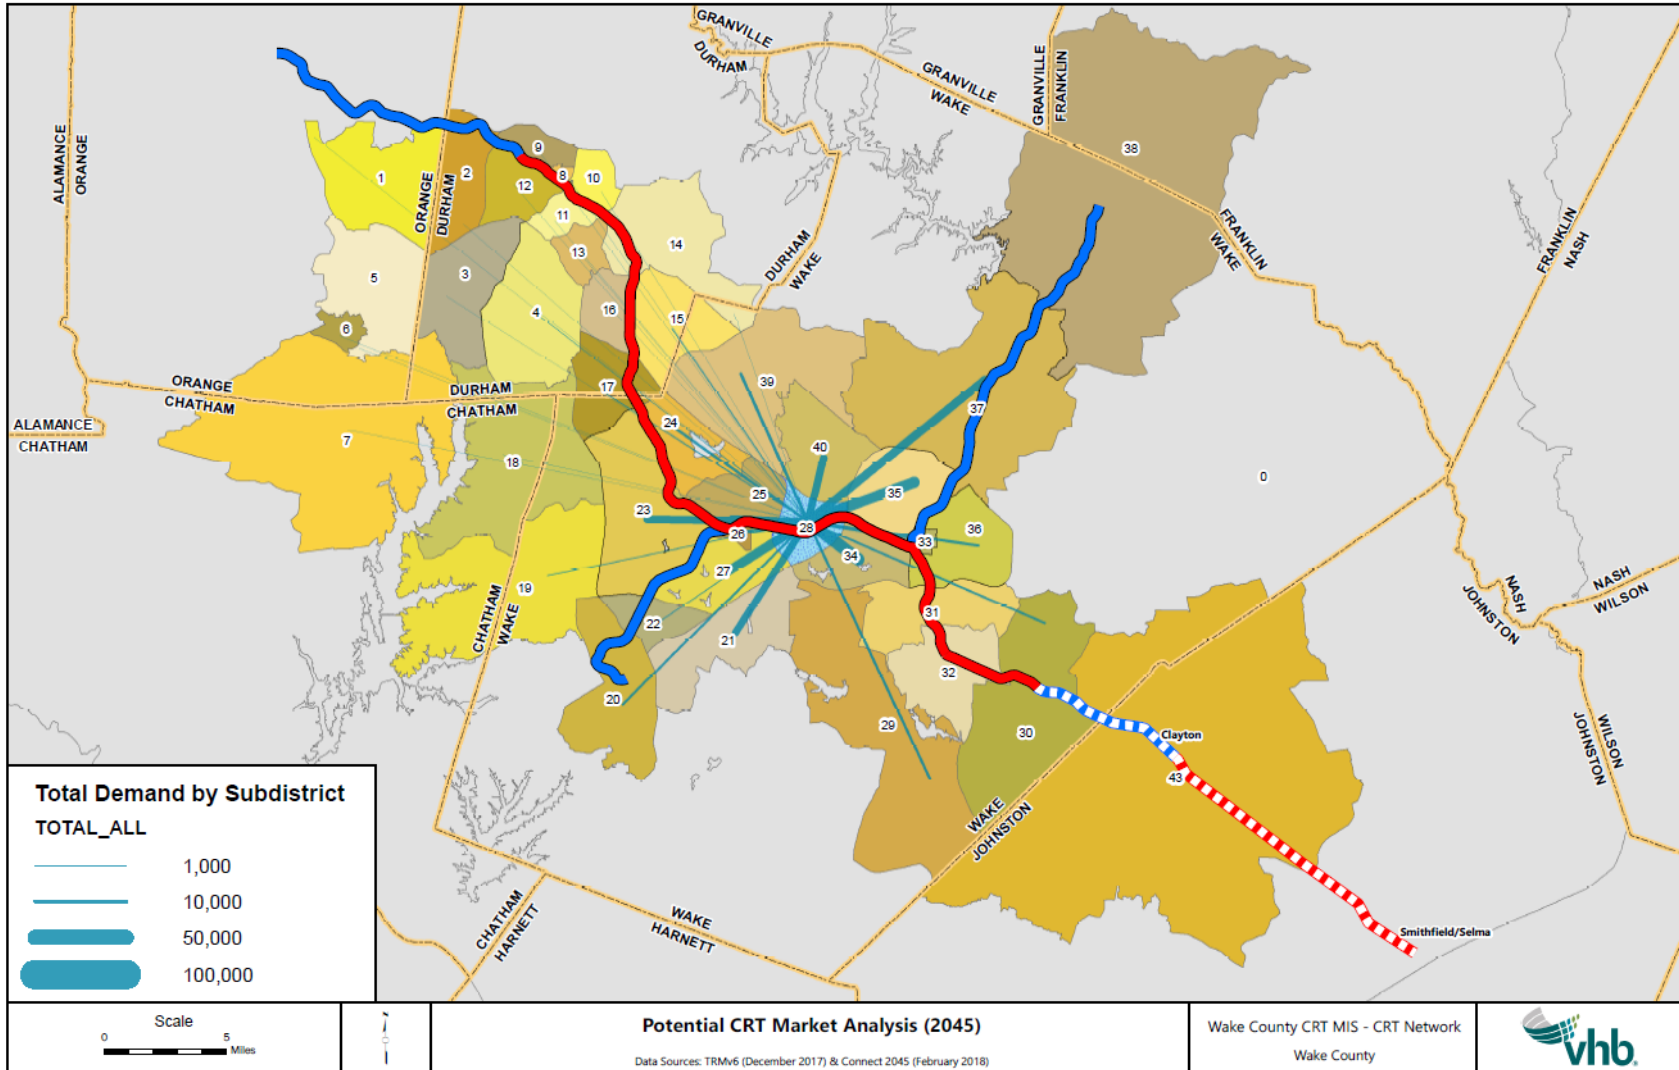 GRANVILLE
DURHAM
GRANVILLE
WAKE
GRANVILLE
FRANKLIN
ALAMANCE
ORANGE
ORANGE
DURHAM
DURHAM
WAKE
FRANKLIN
WAKE
FRANKLIN
NASH
38
9
1
2
12
8
10
11
14
13
5
3
4
16
15
6
17
39
37
7
18
24
40
25
35
23
26
28
33
36
34
27
19
22
21
31
32
20
29
30
43
0
ORANGE
CHATHAM
DURHAM
CHATHAM
ALAMANCE
CHATHAM
CHATHAM
WAKE
NASH
JOHNSTON
NASH
WILSON
WILSON
JOHNSTON
WAKE
JOHNSTON
Clayton
Smithfield/Selma
CHATHAM
HARNETT
WAKE
HARNETT
Total Demand by Subdistrict
TOTAL_ALL
1,000
10,000
50,000
100,000
Scale
0 5
Miles
Potential CRT Market Analysis (2045)
Data Sources: TRMv6 (December 2017) & Connect 2045 (February 2018)
Wake County CRT MIS - CRT Network
Wake County
vhb